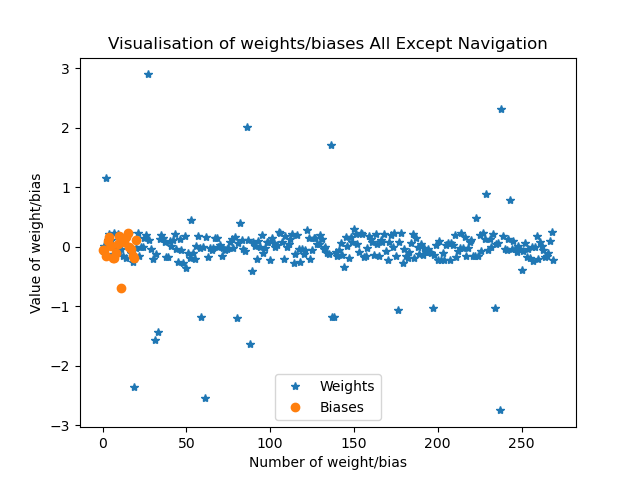 Visualisation of weights/biases All Except Navigation
3
2
1
0
−1
−2
−3
Value of weight/bias
Weights
Biases
0 50 100 150 200 250
Number of weight/bias